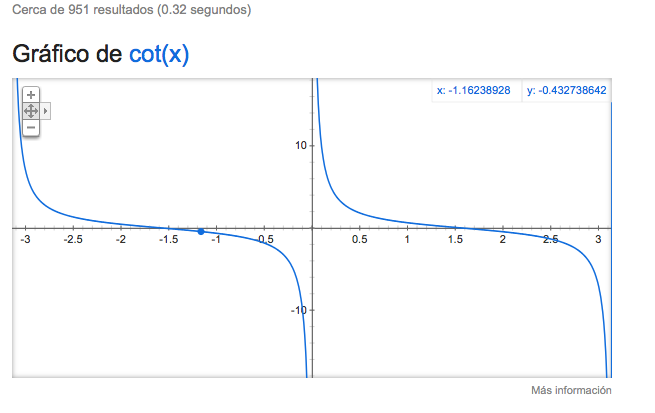 Cerca de 951 resultados (0.32 segundos)
Gráfico de cot(x)
x: -1.16238928 y: -0.432738642
10
-3 -2.5 -2 -1.5 -1 -0.5 0.5 1 1.5 2 2.5 3
-10
Más información